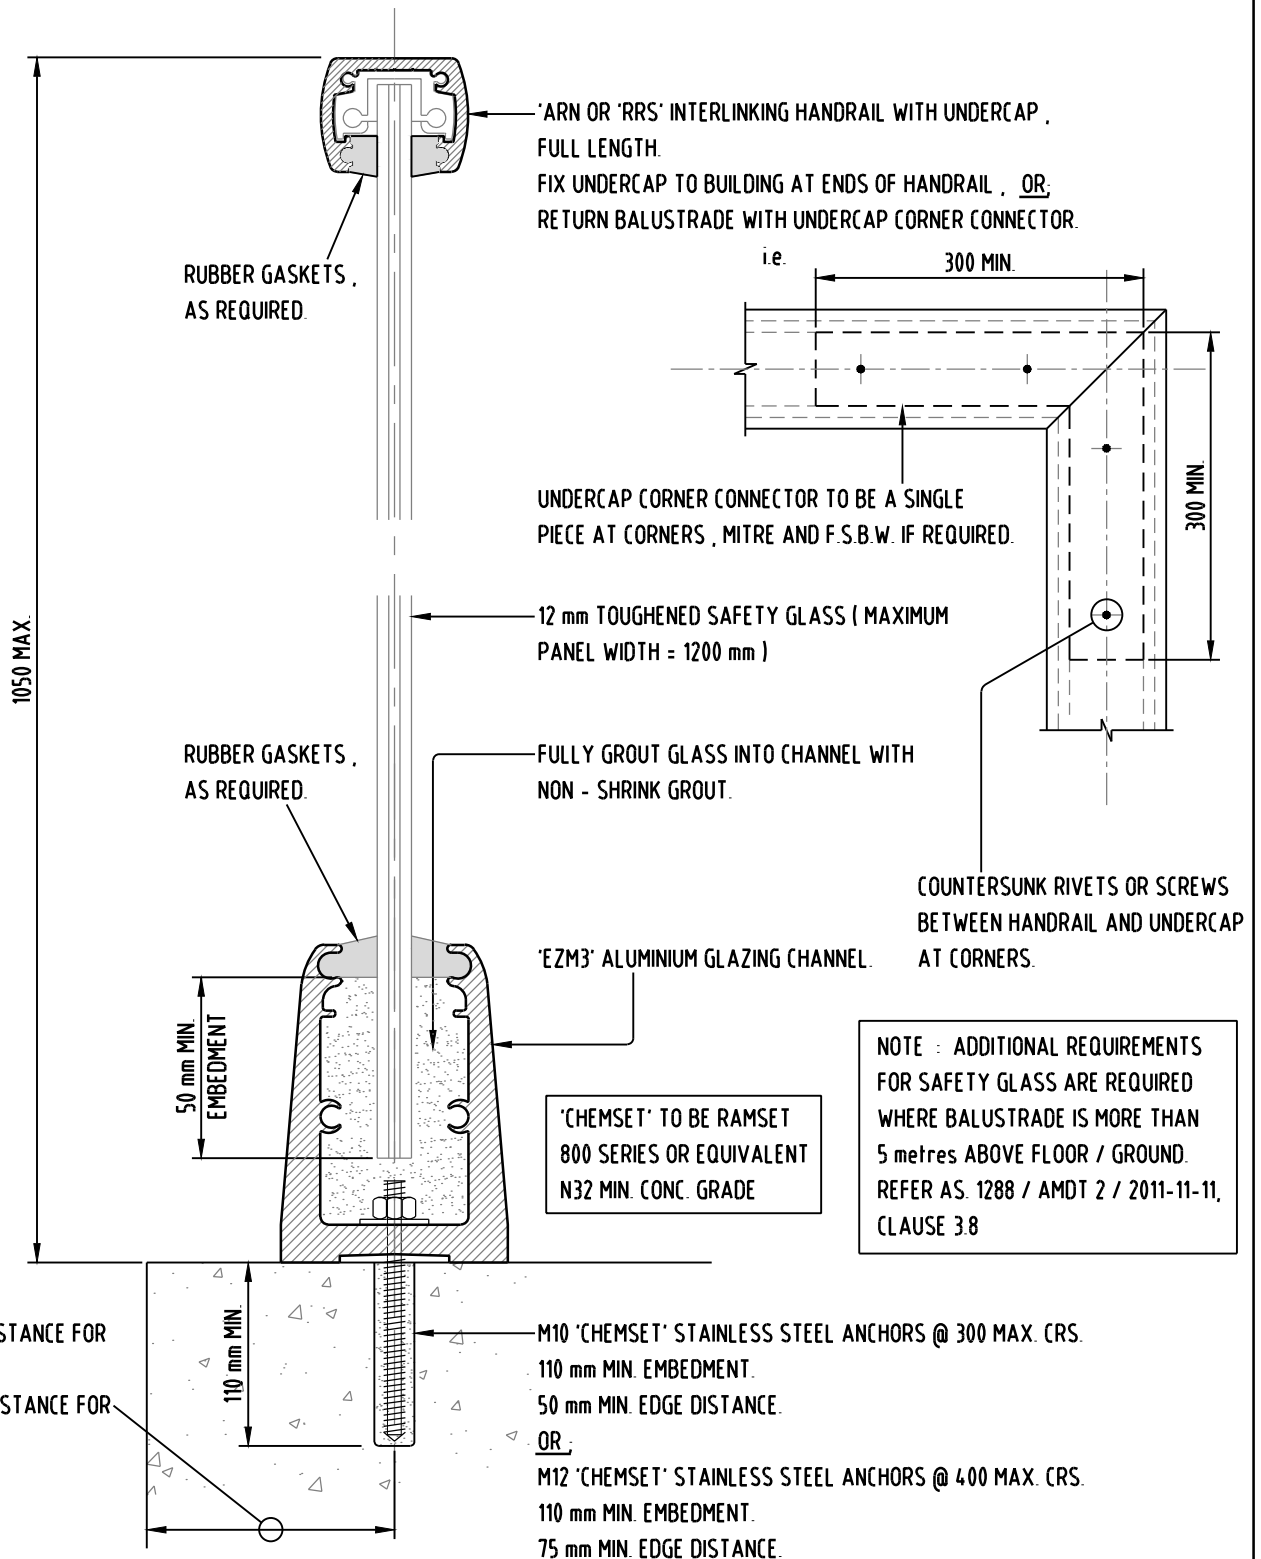 'ARN OR 'RRS' INTERLINKING HANDRAIL WITH UNDERCAP ,
FULL LENGTH.
FIX UNDERCAP TO BUILDING AT ENDS OF HANDRAIL , OR;
RETURN BALUSTRADE WITH UNDERCAP CORNER CONNECTOR.
i.e.
300 MIN.
RUBBER GASKETS ,
AS REQUIRED.
300 MIN.
UNDERCAP CORNER CONNECTOR TO BE A SINGLE
PIECE AT CORNERS , MITRE AND F.S.B.W. IF REQUIRED.
12 mm TOUGHENED SAFETY GLASS ( MAXIMUM
PANEL WIDTH = 1200 mm )
1050 MAX.
RUBBER GASKETS ,
AS REQUIRED.
FULLY GROUT GLASS INTO CHANNEL WITH
NON - SHRINK GROUT.
COUNTERSUNK RIVETS OR SCREWS
BETWEEN HANDRAIL AND UNDERCAP
AT CORNERS.
'EZM3' ALUMINIUM GLAZING CHANNEL.
50 mm MIN.
EMBEDMENT
'CHEMSET' TO BE RAMSET
800 SERIES OR EQUIVALENT
N32 MIN. CONC. GRADE
NOTE : ADDITIONAL REQUIREMENTS
FOR SAFETY GLASS ARE REQUIRED
WHERE BALUSTRADE IS MORE THAN
5 metres ABOVE FLOOR / GROUND.
REFER AS. 1288 / AMDT 2 / 2011-11-11,
CLAUSE 3.8
110 mm MIN.
STANCE FOR
STANCE FOR
M10 'CHEMSET' STAINLESS STEEL ANCHORS @ 300 MAX. CRS.
110 mm MIN. EMBEDMENT.
50 mm MIN. EDGE DISTANCE.
OR ;
M12 'CHEMSET' STAINLESS STEEL ANCHORS @ 400 MAX. CRS.
110 mm MIN. EMBEDMENT.
75 mm MIN. EDGE DISTANCE.